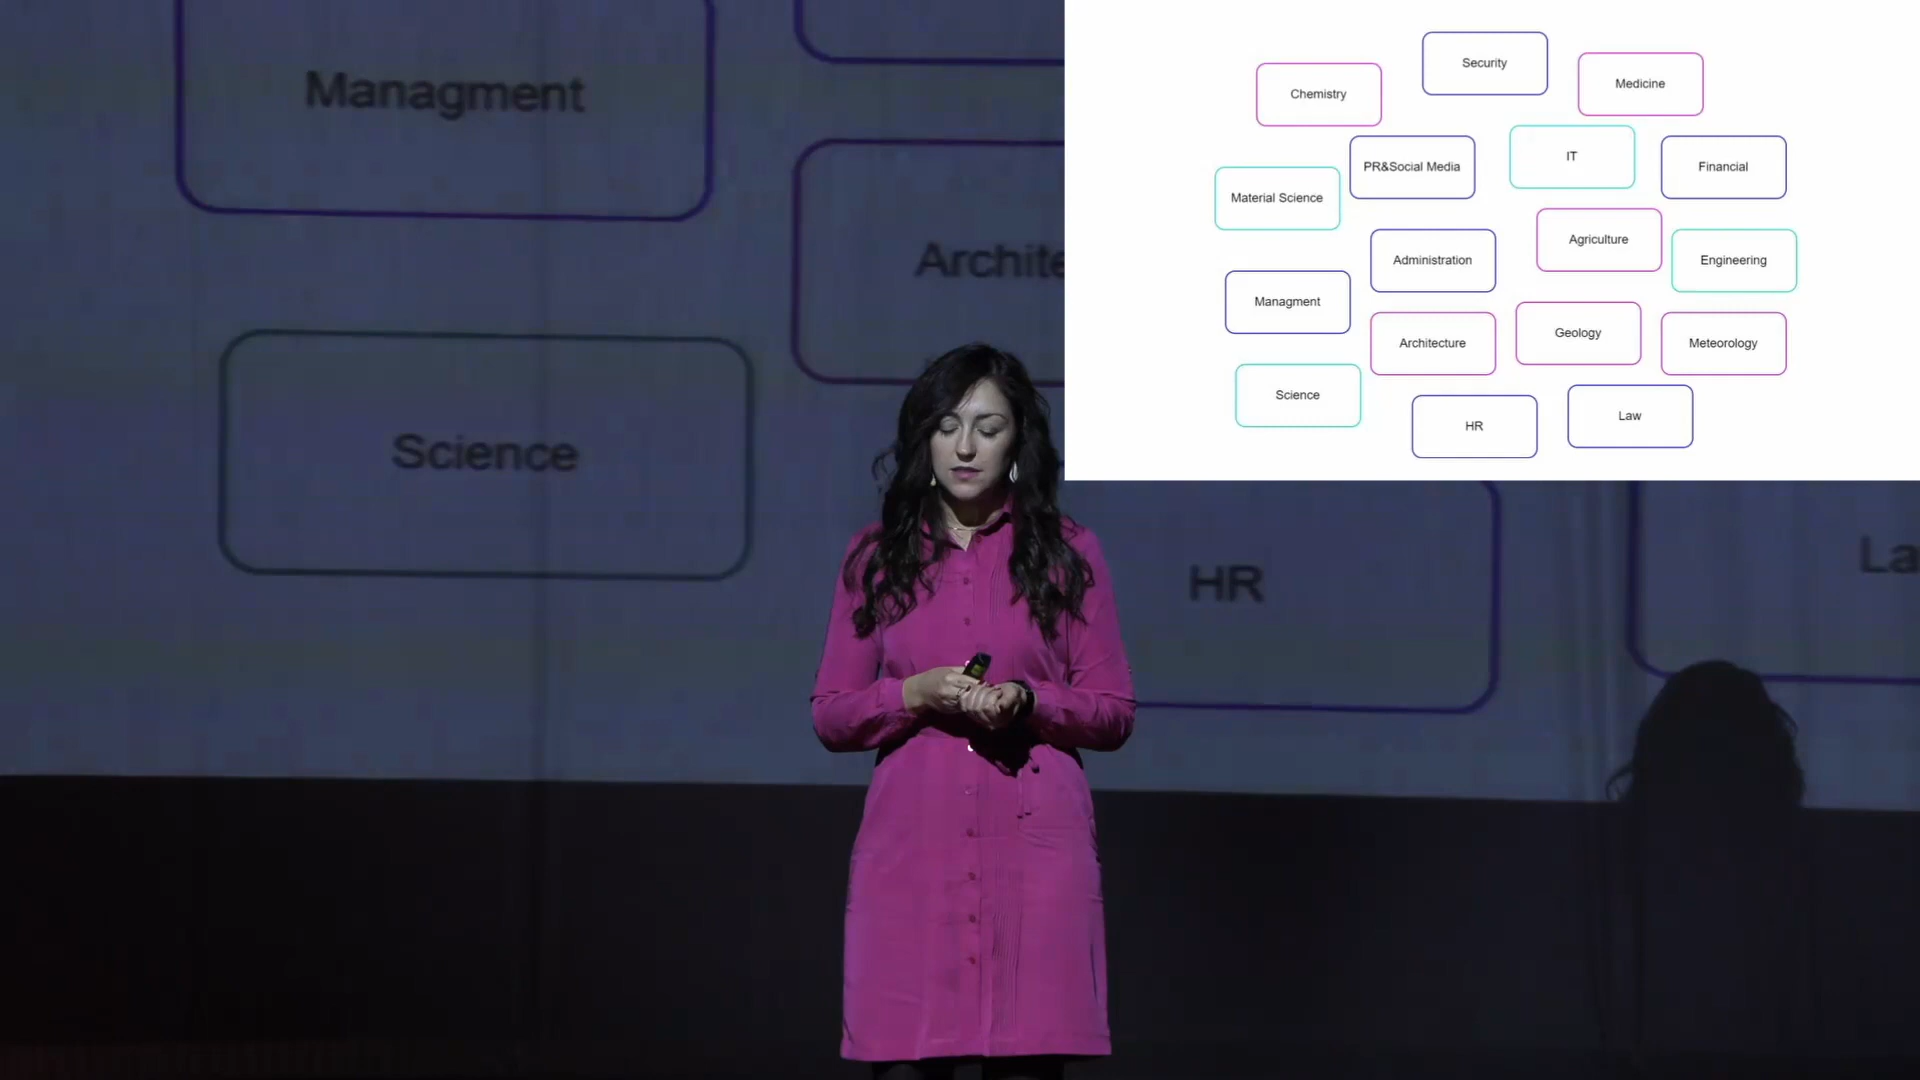 Managment
Archite
Science
HR
La
Security
Medicine
Chemistry
IT
PR&Social Media
Financial
Material Science
Agriculture
Administration
Engineering
Managment
Geology
Architecture
Meteorology
Science
Law
HR